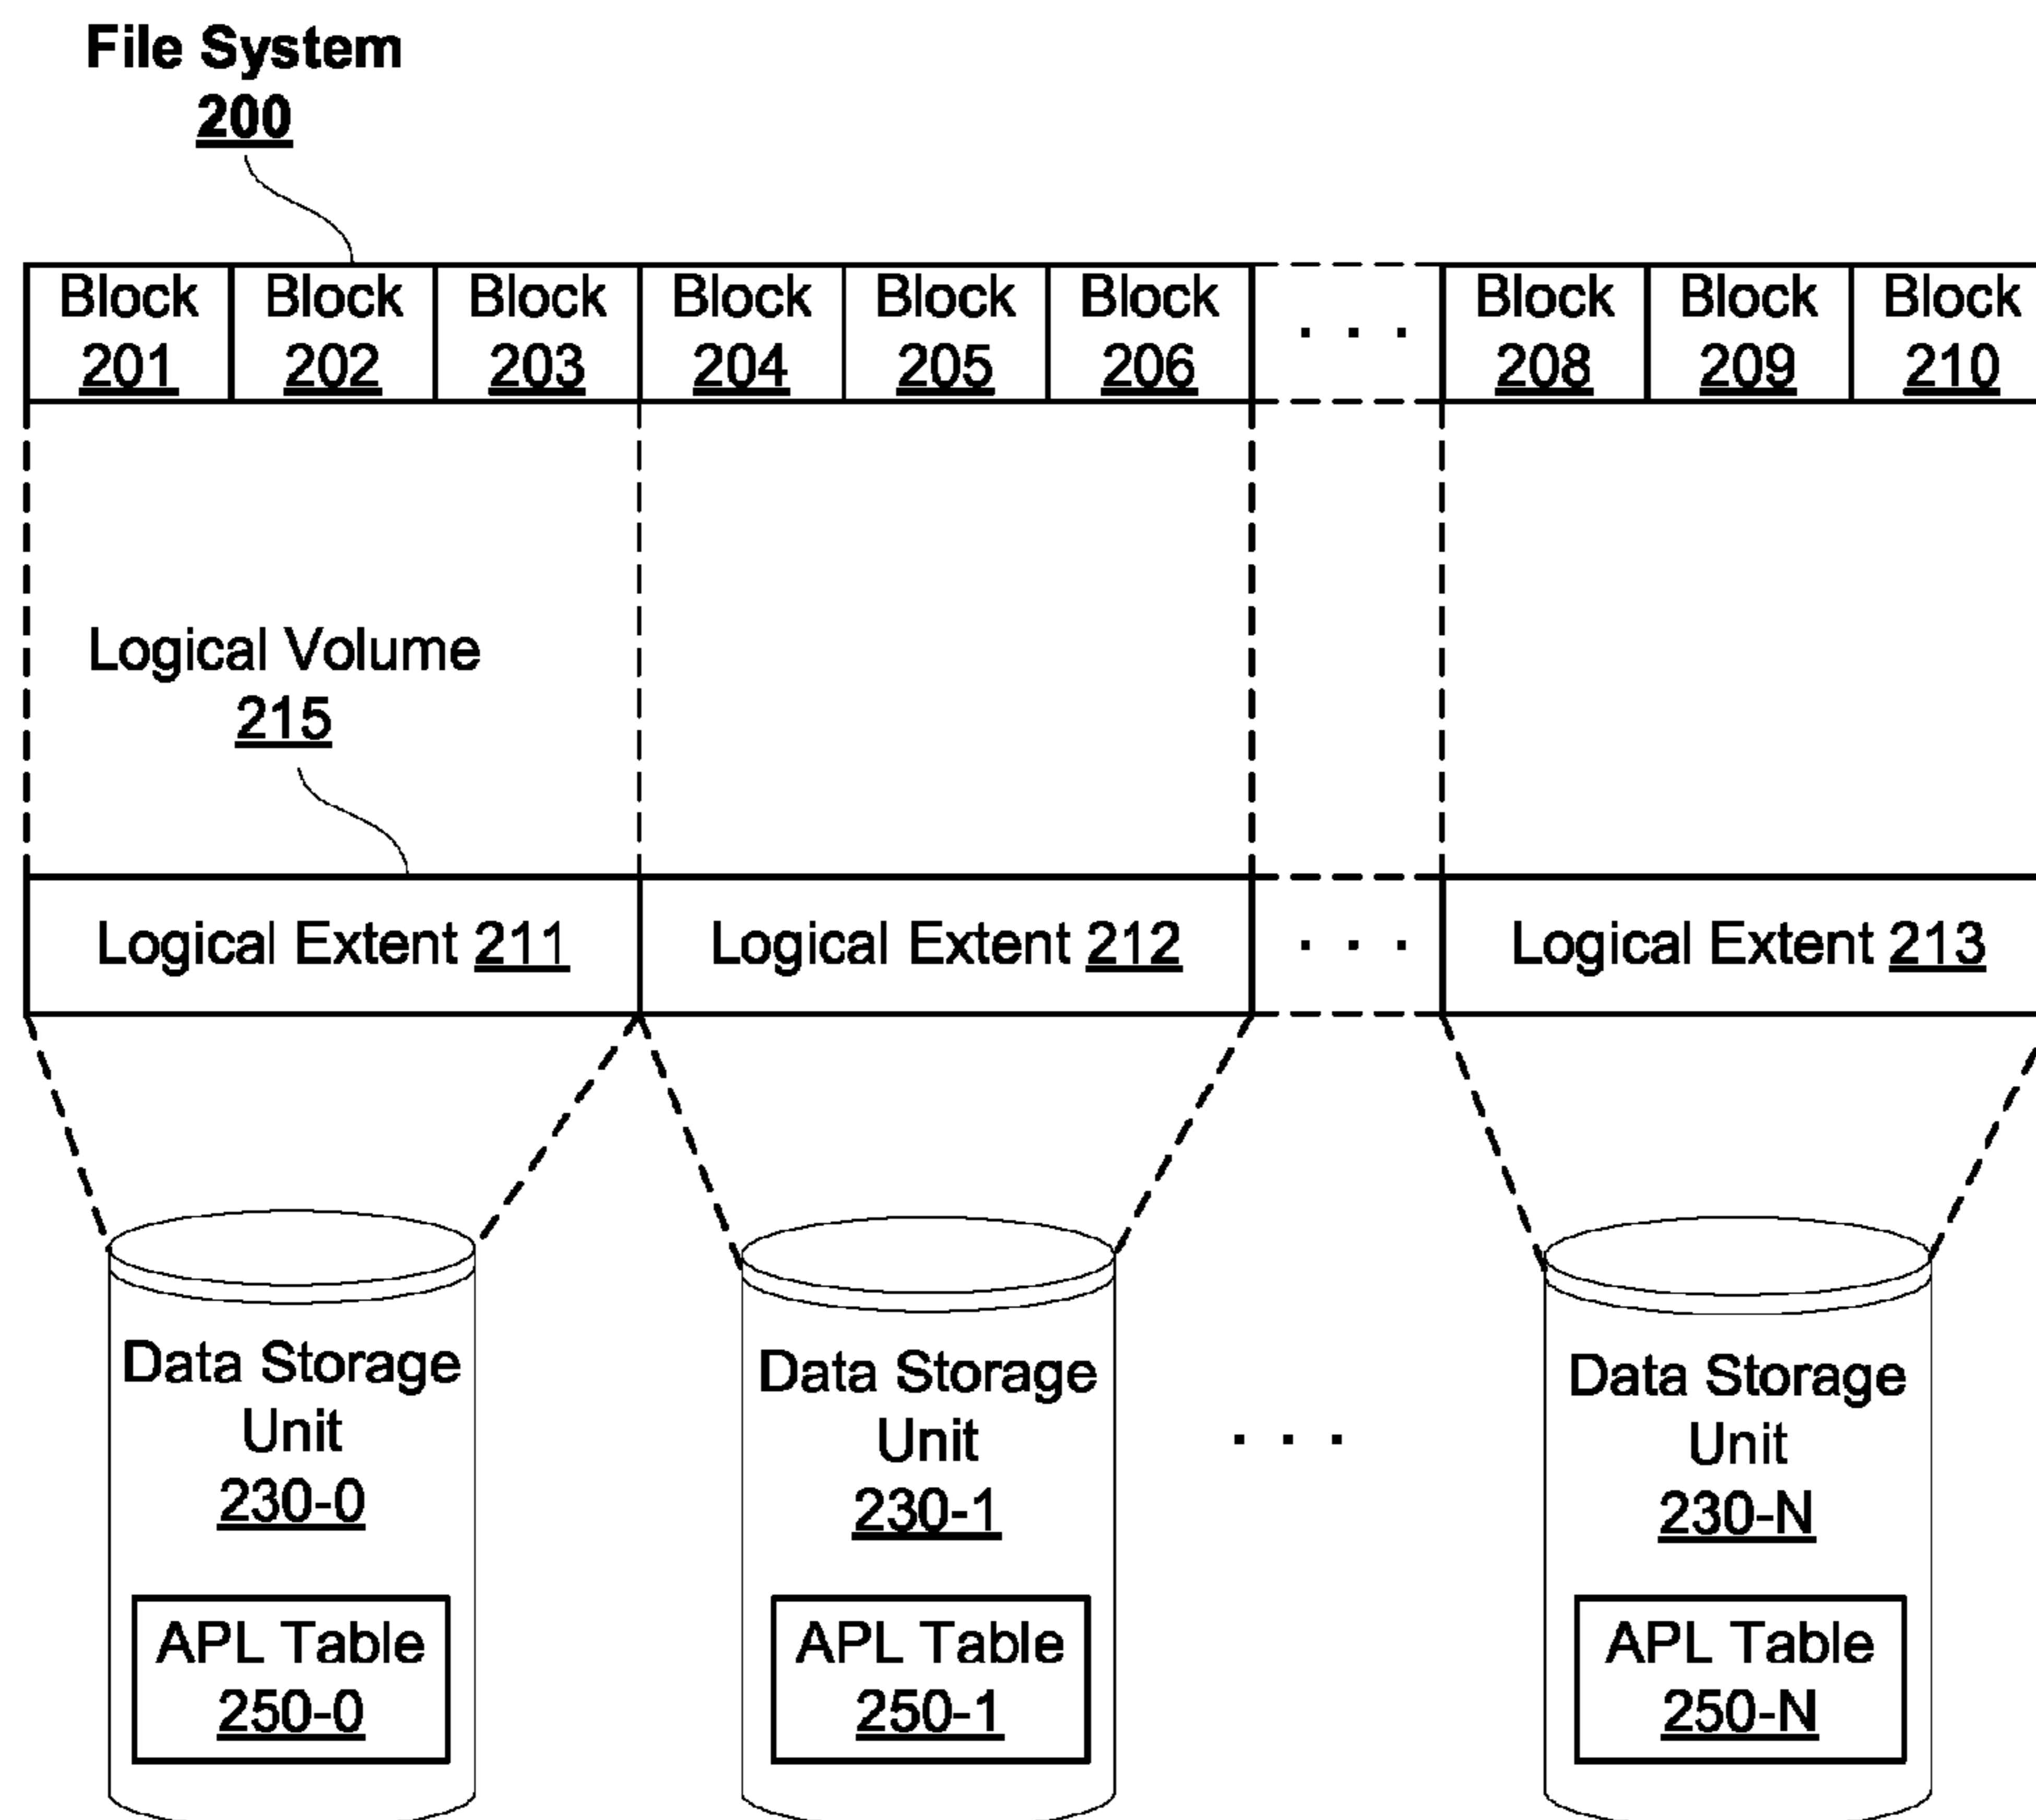 File System
200
Block Block Block Block Block Block . . . Block Block Block
201 202 203 204 205 206 208 209 210
Logical Volume
215
Logical Extent 211 Logical Extent 212 . . . Logical Extent 213
Data Storage
Unit
230-0
APL Table
250-0
Data Storage
Unit
230-1
APL Table
250-1
. . .
Data Storage
Unit
230-N
APL Table
250-N